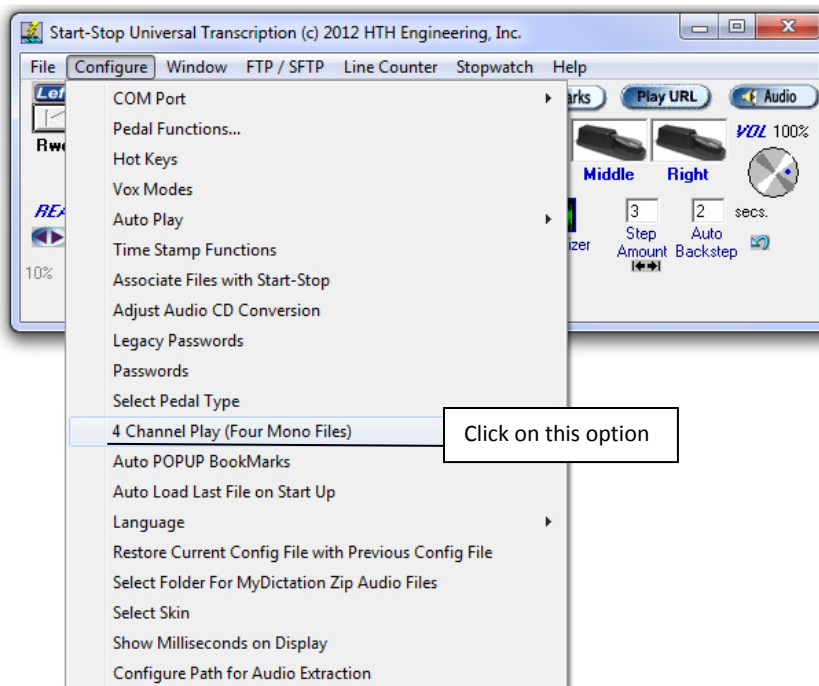 Start-Stop Universal Transcription (c) 2012 HTH Engineering, Inc.
File Configure Window FTP / SFTP Line Counter Stopwatch Help
COM Port
Pedal Functions...
Hot Keys
Vox Modes
Auto Play
Time Stamp Functions
Associate Files with Start-Stop
Adjust Audio CD Conversion
Legacy Passwords
Passwords
Select Pedal Type
4 Channel Play (Four Mono Files)
Auto POPUP BookMarks
Auto Load Last File on Start Up
Language
Restore Current Config File with Previous Config File
Select Folder For MyDictation Zip Audio Files
Select Skin
Show Milliseconds on Display
Configure Path for Audio Extraction
Click on this option
Lef
Rw
REA
10%
arks Play URL Audio
VOL 100%
Middle Right
3 2 secs.
izer Step Amount Auto Backstep